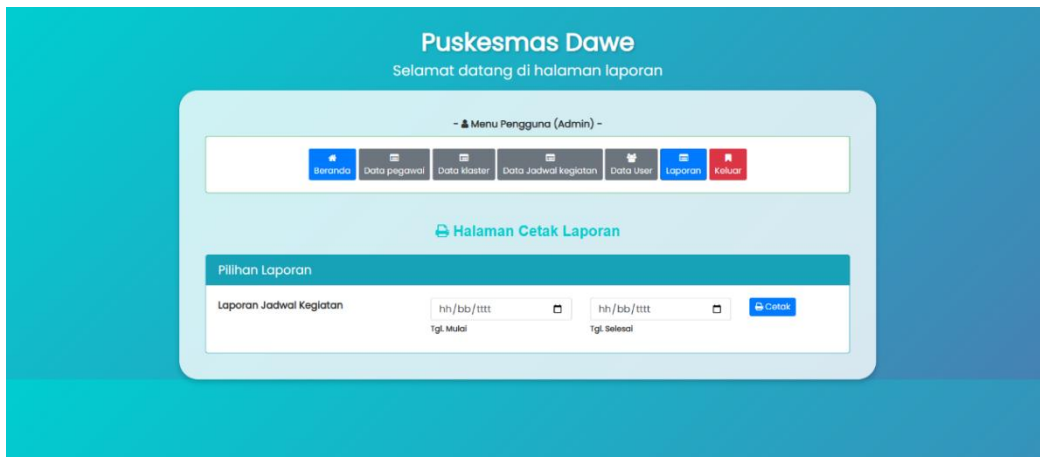 Puskesmas Dawe
Selamat datang di halaman laporan
- Menu Pengguna (Admin) -
Beranda Data pegawai Data klaster Data Jadwal kegiatan Data User Laporan Keluar
Halaman Cetak Laporan
Pilihan Laporan
Laporan Jadwal Kegiatan hh/bb/tttt hh/bb/tttt Cetak
Tgl. Mulai Tgl. Selesai